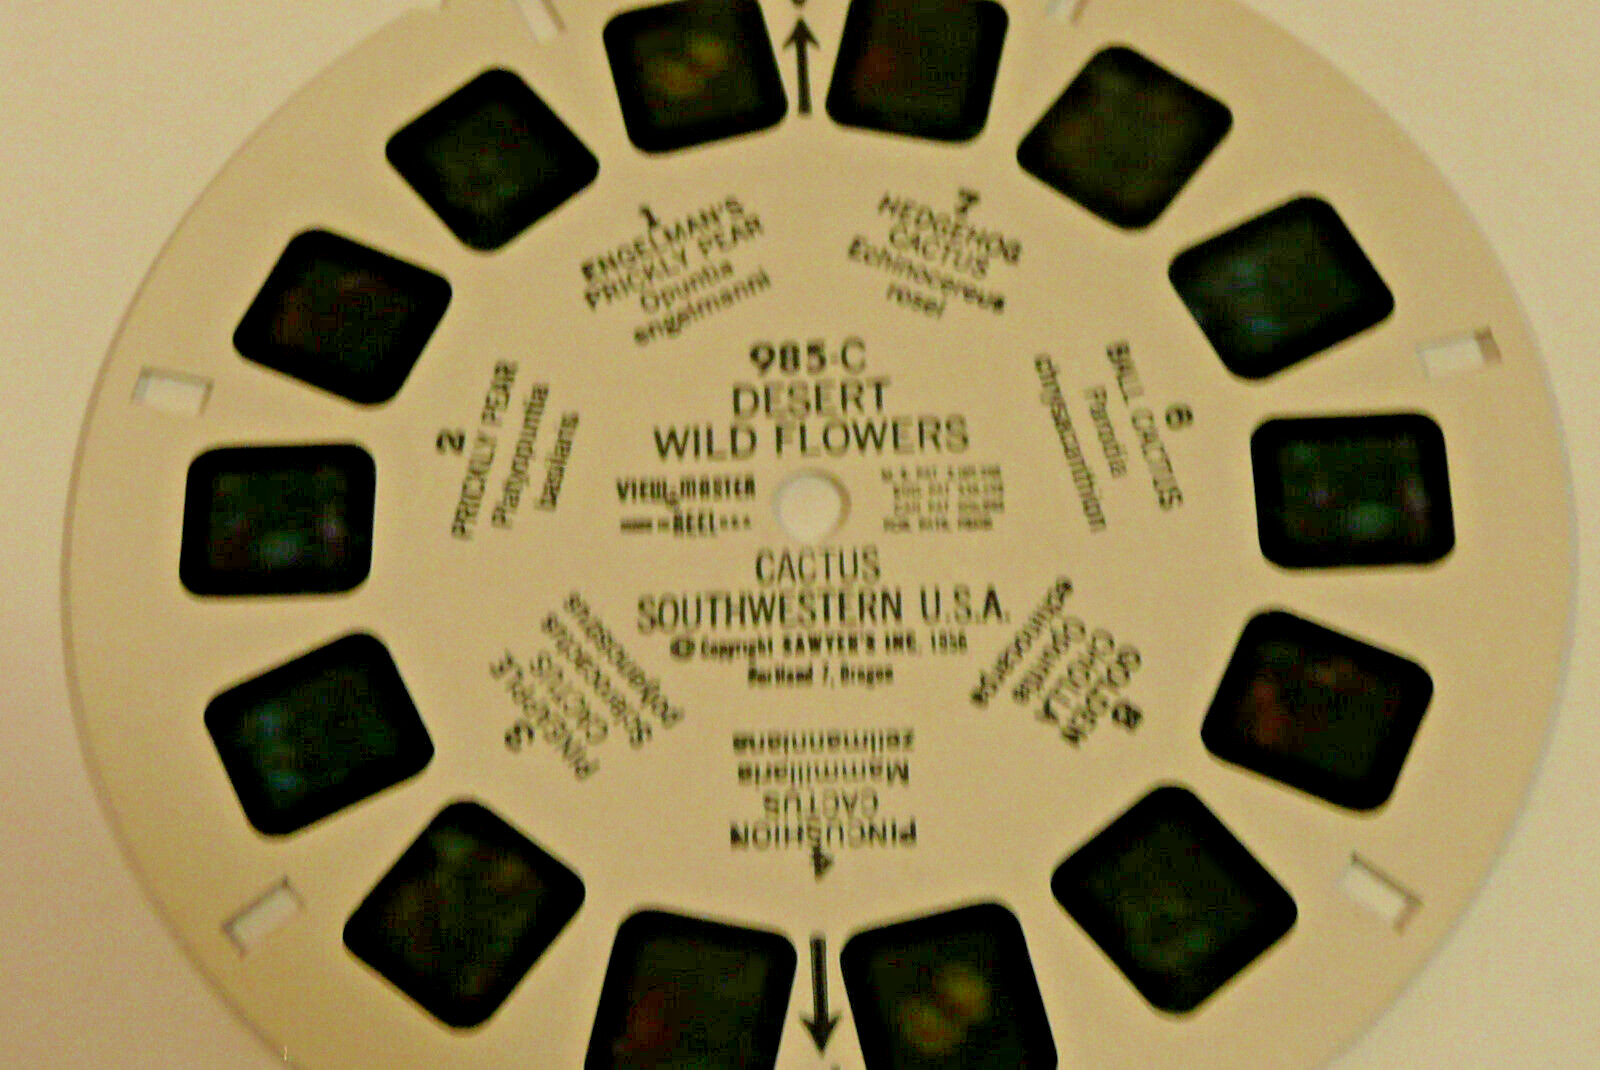 985-C
DESERT
WILD FLOWERS
VIEW-MASTER
REEL
CACTUS
SOUTHWESTERN U.S.A.
© Copyright SAWYER'S INC. 1956
Portland 7, Oregon
1
ENGELMAN'S
PRICKLY PEAR
Opuntia
engelmanni
2
PRICKLY PEAR
Platyopuntia
basilaris
3
PINEAPPLE
CACTUS
polyancistrus
4
PINCUSHION
CACTUS
Mammillaria
zeilmanniana
GOLDEN
CHOLLA
Opuntia
echinocarpa
6
BALL CACTUS
Parodia
chrysacanthion
7
HEDGEHOG
CACTUS
Echinocereus
rosei